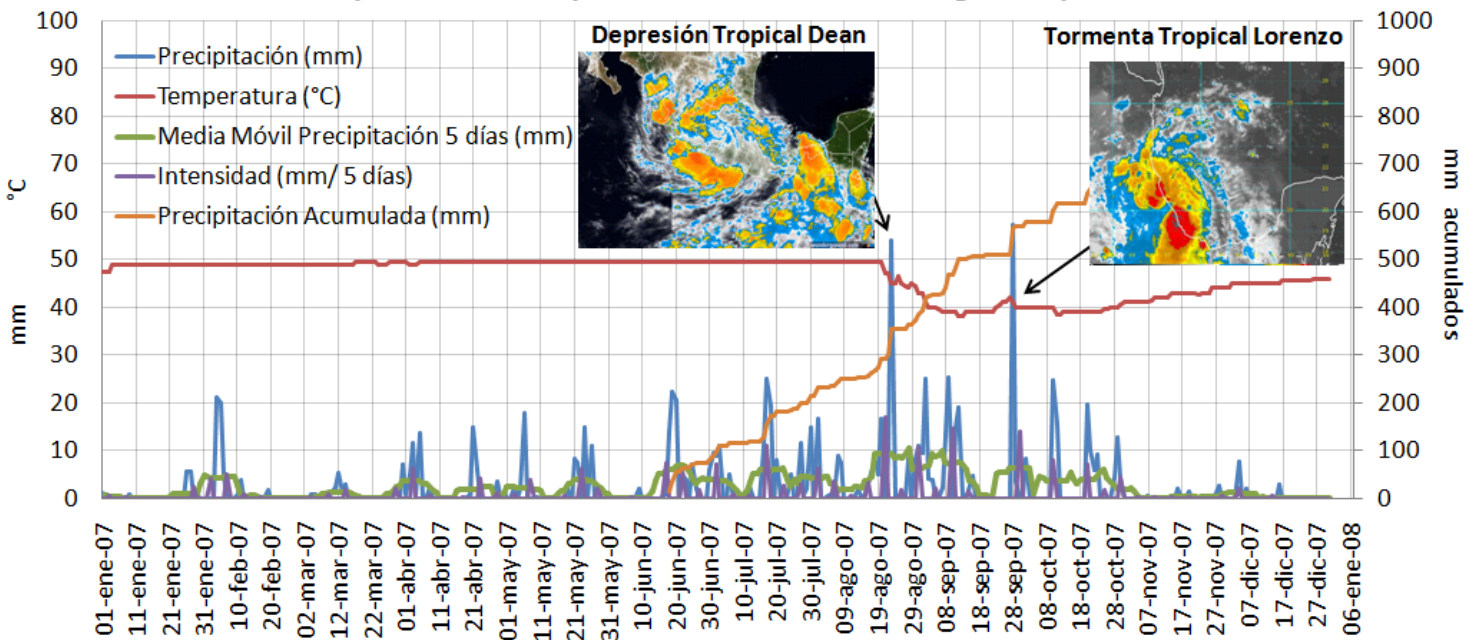 Depresión Tropical Dean
Tormenta Tropical Lorenzo
Precipitación (mm)
Temperatura (°C)
Media Móvil Precipitación 5 días (mm)
Intensidad (mm/ 5 días)
Precipitación Acumulada (mm)
°C
mm
100
90
80
70
60
50
40
30
20
10
0
1000
900
800
700
600
500
400
300
200
100
0
mm acumulados
01-ene-07
11-ene-07
21-ene-07
31-ene-07
10-feb-07
20-feb-07
02-mar-07
12-mar-07
22-mar-07
01-abr-07
11-abr-07
21-abr-07
01-may-07
11-may-07
21-may-07
31-may-07
10-jun-07
20-jun-07
30-jun-07
10-jul-07
20-jul-07
30-jul-07
09-ago-07
19-ago-07
29-ago-07
08-sep-07
18-sep-07
28-sep-07
08-oct-07
18-oct-07
28-oct-07
07-nov-07
17-nov-07
27-nov-07
07-dic-07
17-dic-07
27-dic-07
06-ene-08